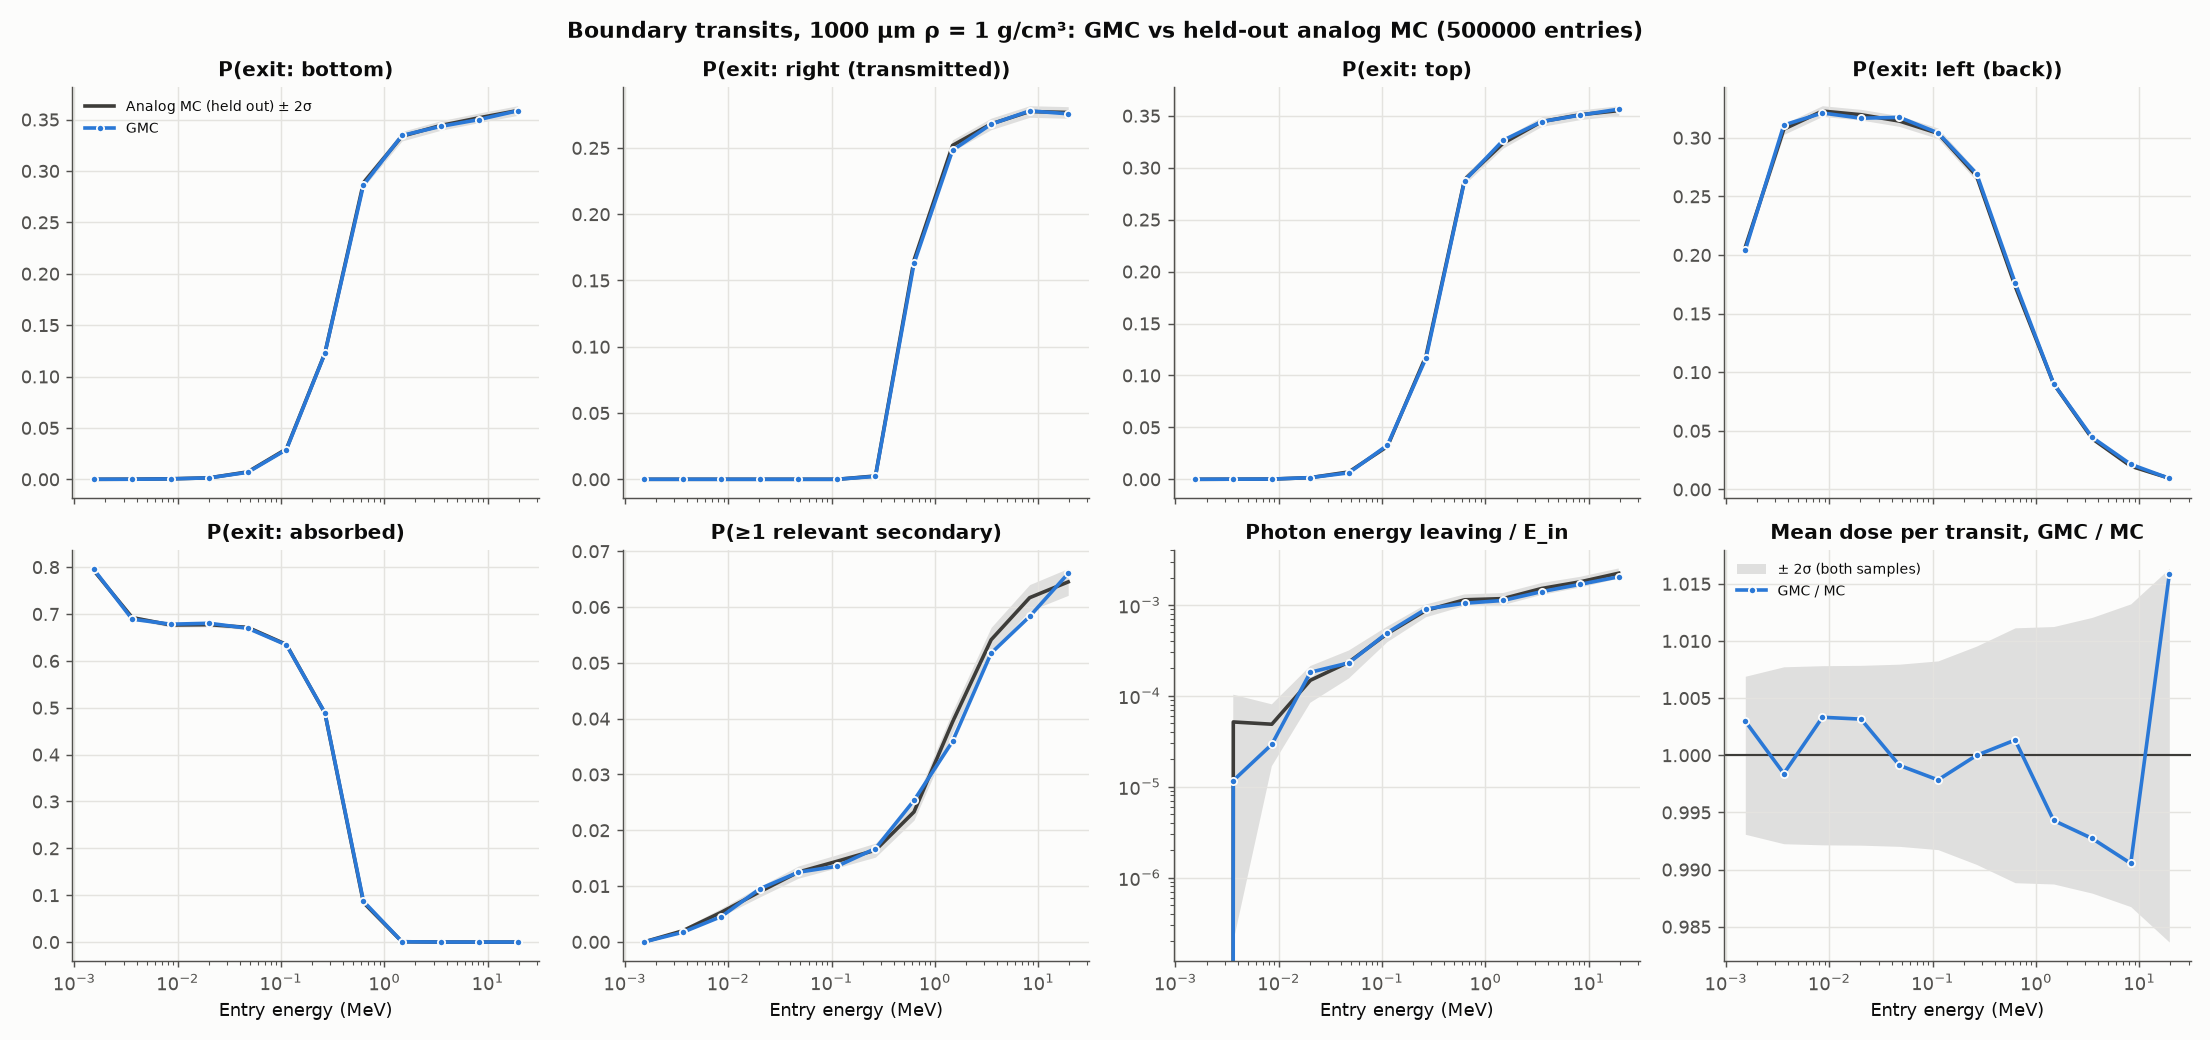 Boundary transits, 1000 μm ρ = 1 g/cm³: GMC vs held-out analog MC (500000 entries)
P(exit: bottom)
Analog MC (held out) ± 2σ
GMC
0.35
0.30
0.25
0.20
0.15
0.10
0.05
0.00
P(exit: right (transmitted))
0.25
0.20
0.15
0.10
0.05
0.00
P(exit: top)
0.35
0.30
0.25
0.20
0.15
0.10
0.05
0.00
P(exit: left (back))
0.30
0.25
0.20
0.15
0.10
0.05
0.00
P(exit: absorbed)
0.8
0.7
0.6
0.5
0.4
0.3
0.2
0.1
0.0
10⁻³ 10⁻² 10⁻¹ 10⁰ 10¹
Entry energy (MeV)
P(≥1 relevant secondary)
0.07
0.06
0.05
0.04
0.03
0.02
0.01
0.00
10⁻³ 10⁻² 10⁻¹ 10⁰ 10¹
Entry energy (MeV)
Photon energy leaving / E_in
10⁻³
10⁻⁴
10⁻⁵
10⁻⁶
10⁻³ 10⁻² 10⁻¹ 10⁰ 10¹
Entry energy (MeV)
Mean dose per transit, GMC / MC
± 2σ (both samples)
GMC / MC
1.015
1.010
1.005
1.000
0.995
0.990
0.985
10⁻³ 10⁻² 10⁻¹ 10⁰ 10¹
Entry energy (MeV)